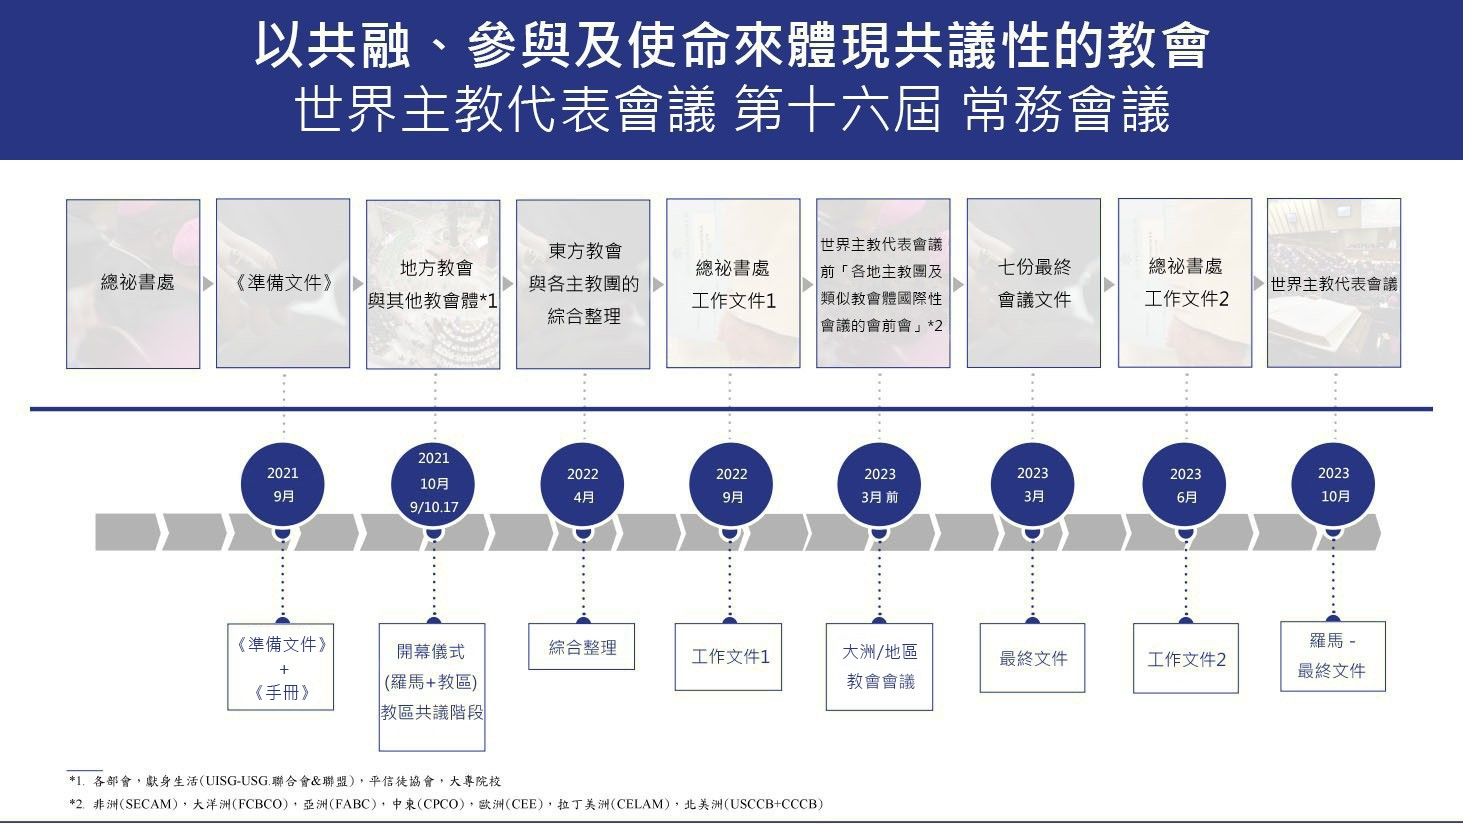 以共融、參與及使命來體現共議性的教會
世界主教代表會議 第十六屆 常務會議
總祕書處
《準備文件》
地方教會
與其他教會體*1
東方教會
與各主教團的
綜合整理
總祕書處
工作文件1
世界主教代表會議
前「各地主教團及
類似教會體國際性
會議的會前會」*2
七份最終
會議文件
總祕書處
工作文件2
世界主教代表會議
2021
9月
2021
10月
9/10.17
2022
4月
2022
9月
2023
3月 前
2023
3月
2023
6月
2023
10月
《準備文件》
+
《手冊》
開幕儀式
(羅馬+教區)
教區共議階段
綜合整理
工作文件1
大洲/地區
教會會議
最終文件
工作文件2
羅馬 -
最終文件
*1. 各部會，獻身生活(UISG-USG.聯合會&聯盟)，平信徒協會，大專院校
*2. 非洲(SECAM)，大洋洲(FCBCO)，亞洲(FABC)，中東(CPCO)，歐洲(CEE)，拉丁美洲(CELAM)，北美洲(USCCB+CCCB)